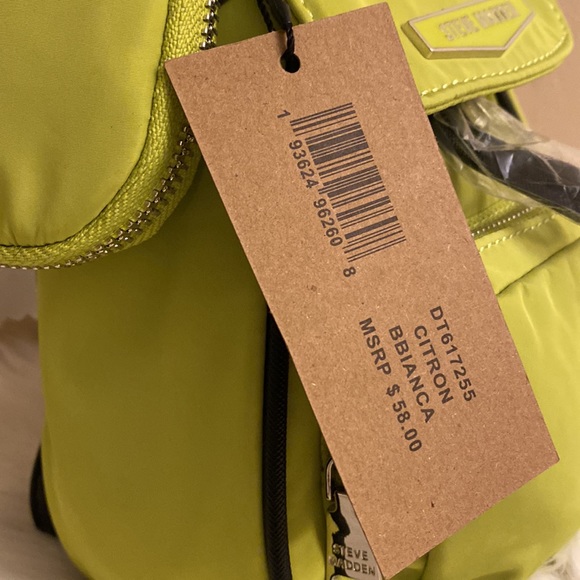 STEVE MADDEN
1 93624 96260 8
DT617255
CITRON
BBIANCA
MSRP $ 58.00
STEVE
MADDEN